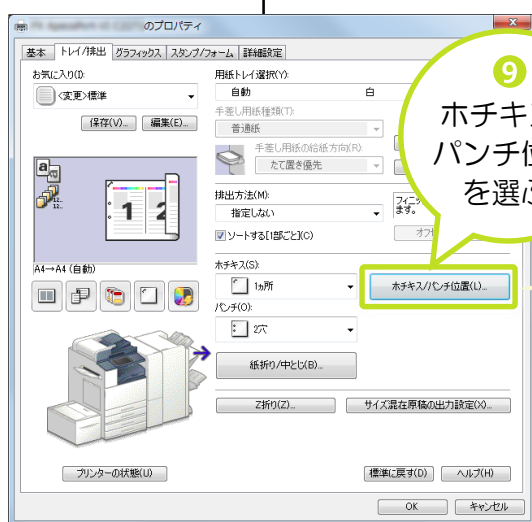 のプロパティ
基本 トレイ/排出 グラフィックス スタンプ/フォーム 詳細設定
お気に入り(I):
<変更>標準
保存(V)... 編集(E)...
A4→A4 (自動)
プリンターの状態(U)
用紙トレイ選択(Y):
自動 白
手差し用紙種類(T):
普通紙
手差し用紙の給紙方向(R):
たて置き優先
排出方法(M):
指定しない
ソートする[1部ごと](C)
ます。
ホチキス(S):
1ヵ所
ホチキス/パンチ位置(L)...
パンチ(O):
2穴
紙折り/中とじ(B)...
Z折り(Z)...
サイズ混在原稿の出力設定(X)...
標準に戻す(D) ヘルプ(H)
OK キャンセル
9
ホチキ
パンチ位
を選